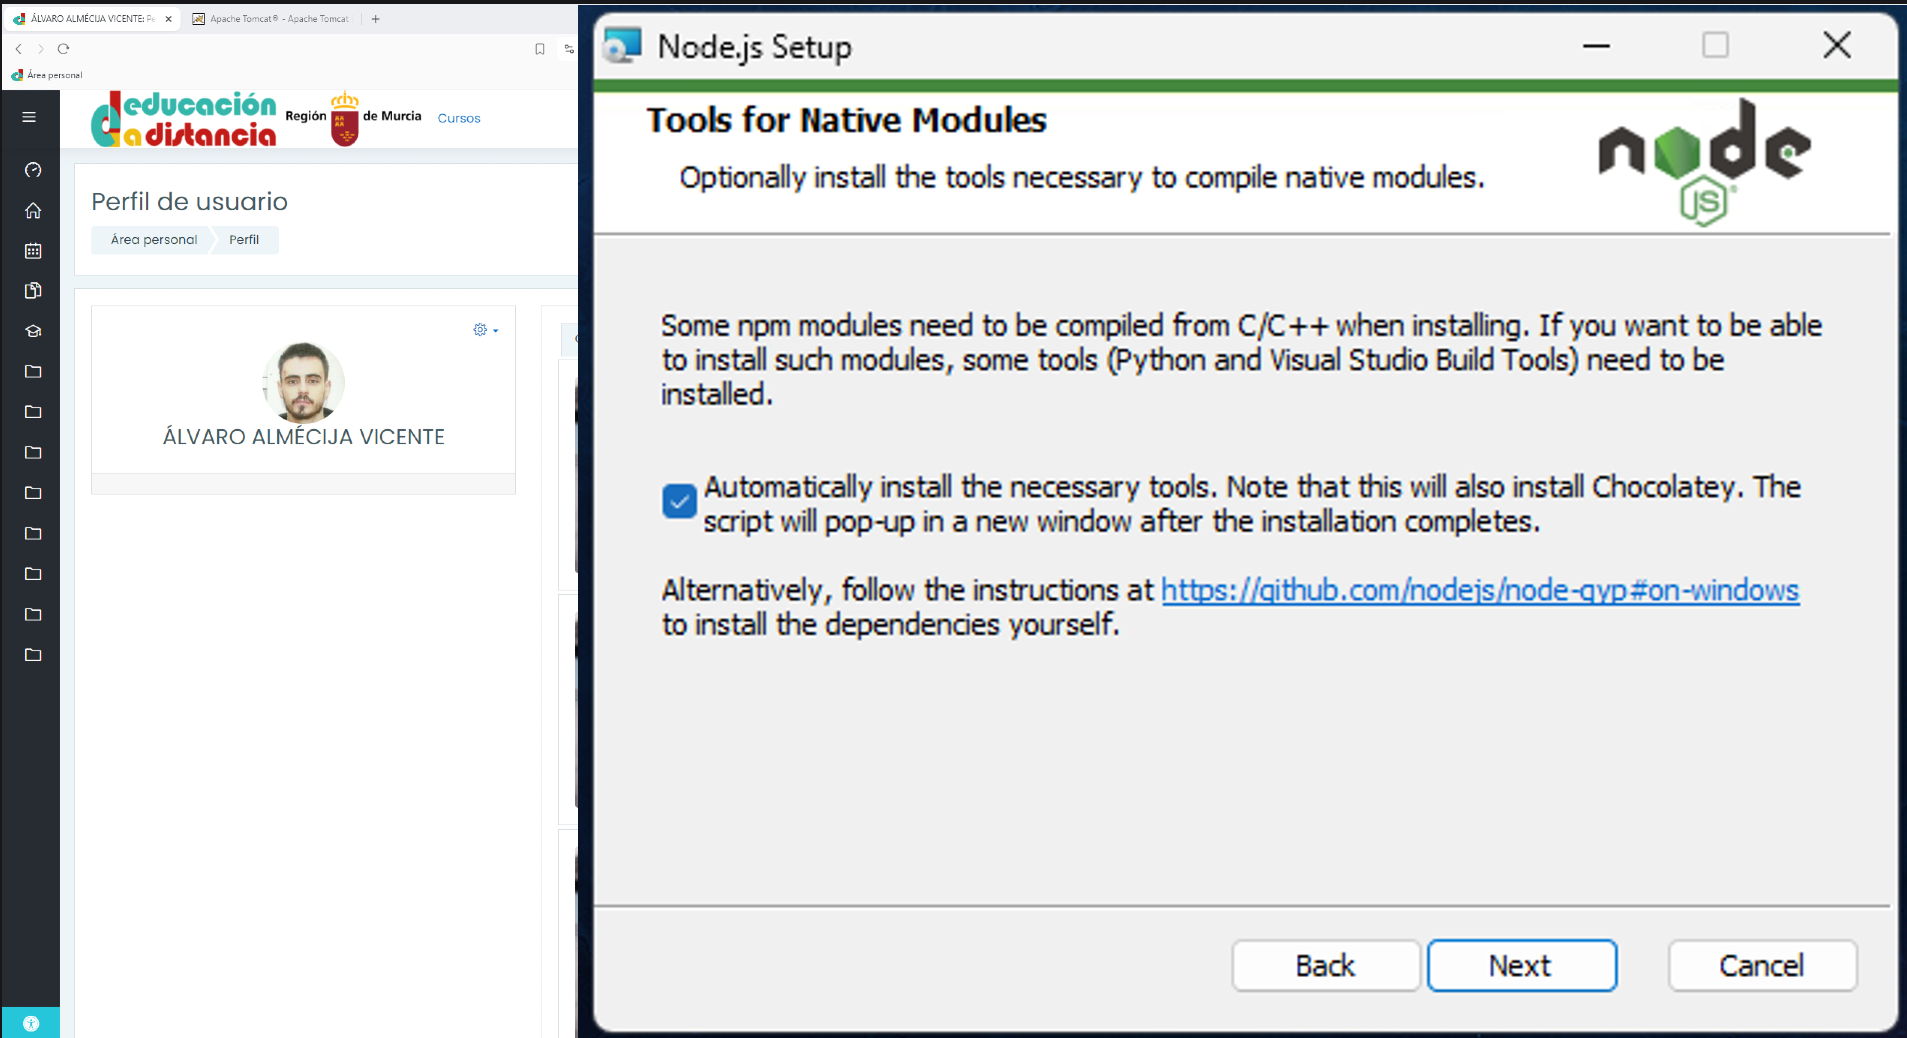 ÁLVARO ALMÉCIJA VICENTE: Pe
Apache Tomcat® - Apache Tomcat
Área personal
educación
a distancia
Región de Murcia
Cursos
Perfil de usuario
Área personal
Perfil
ÁLVARO ALMÉCIJA VICENTE
Node.js Setup
Tools for Native Modules
Optionally install the tools necessary to compile native modules.
node
JS
Some npm modules need to be compiled from C/C++ when installing. If you want to be able
to install such modules, some tools (Python and Visual Studio Build Tools) need to be
installed.
Automatically install the necessary tools. Note that this will also install Chocolatey. The
script will pop-up in a new window after the installation completes.
Alternatively, follow the instructions at https://github.com/nodejs/node-gyp#on-windows
to install the dependencies yourself.
Back
Next
Cancel